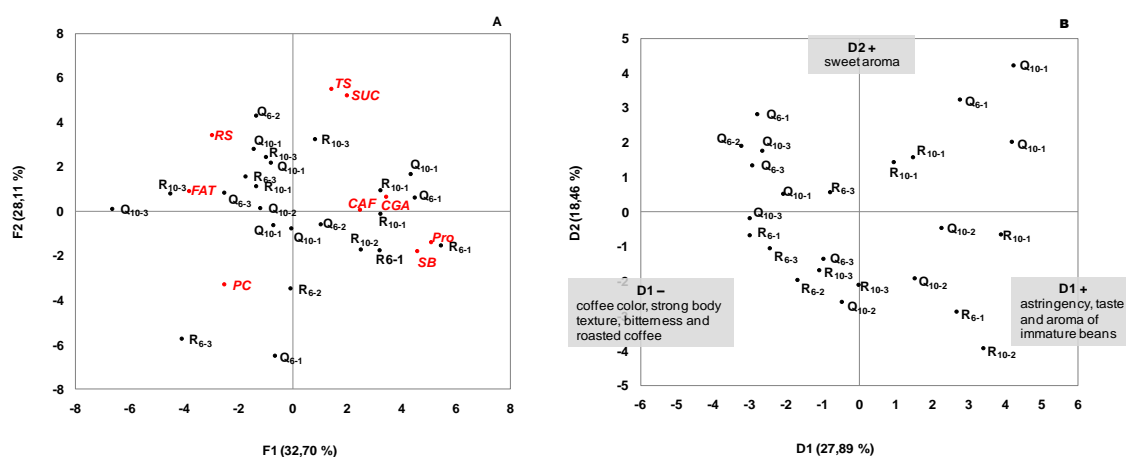 A
8
6
4
2
0
-2
-4
-6
-8
-8 -6 -4 -2 0 2 4 6 8
F1 (32,70 %)
F2 (28,11 %)
TS
SUC
Q6-2
RS
R10-3
Q10-1
R10-3
Q10-1
Q10-1
R6-3
R10-1
R10-1
R10-3
FAT
Q6-3
CAF
CGA
Q6-1
Q10-3
Q10-2
Q6-2
R10-1
Q10-1
Q10-1
R10-2
Pro
R6-1
R6-1
SB
PC
R6-2
R6-3
Q6-1
B
5
4
3
2
1
0
-1
-2
-4
-5
-6 -5 -4 -3 -2 -1 0 1 2 3 4 5 6
D1 (27,89 %)
D2 (18,46 %)
D2 +
sweet aroma
Q10-1
Q6-1
Q6-1
Q6-2
Q10-3
Q10-1
Q6-3
R10-1
R10-1
R6-3
Q10-1
Q10-3
Q10-2
R6-1
R10-1
R6-3
Q6-3
R10-3
R6-2
R10-3
Q10-2
Q10-2
R6-1
R10-2
D1 –
coffee color, strong body
texture, bitterness and
roasted coffee
D1 +
astringency, taste
and aroma of
immature beans